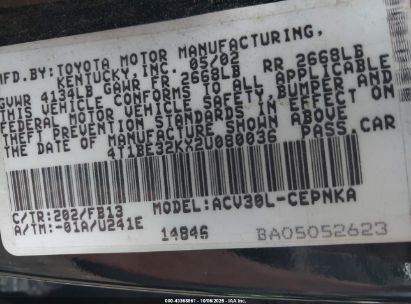 MFD.BY:TOYOTA MOTOR MANUFACTURING,
KENTUCKY,INC. 05/02
GVWR 4134LB GAWR FR 2668LB RR 2668LB
THIS VEHICLE CONFORMS TO ALL APPLICABLE
FEDERAL MOTOR VEHICLE SAFETY, BUMPER AND
THEFT PREVENTION STANDARDS IN EFFECT ON
THE DATE OF MANUFACTURE SHOWN ABOVE
4T1BE32KX2U080036 PASS.CAR
C/TR:202/FB13 MODEL:ACV30L-CEPNKA
A/TM:-01A/U241E 14846 BA05052623